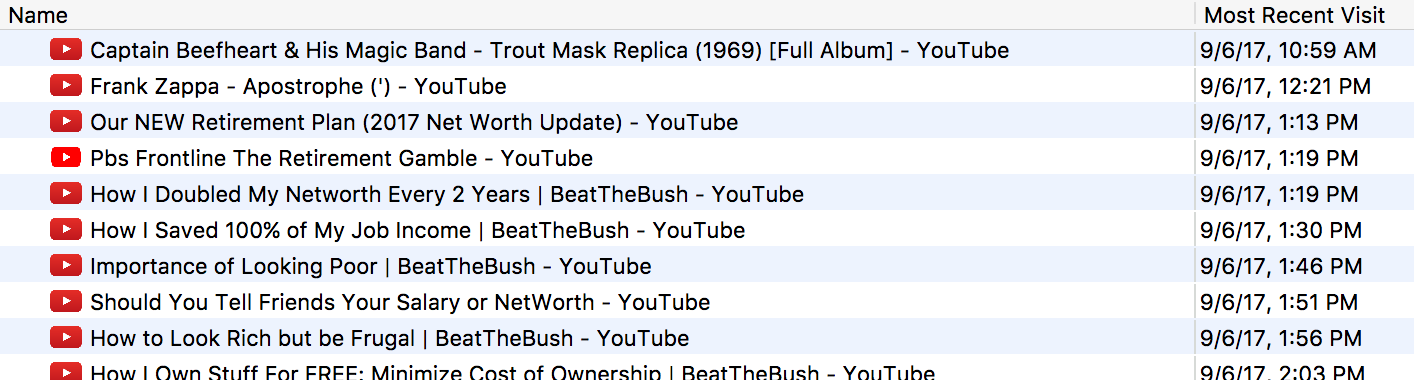 Name Most Recent Visit
Captain Beefheart & His Magic Band - Trout Mask Replica (1969) [Full Album] - YouTube 9/6/17, 10:59 AM
Frank Zappa - Apostrophe (') - YouTube 9/6/17, 12:21 PM
Our NEW Retirement Plan (2017 Net Worth Update) - YouTube 9/6/17, 1:13 PM
Pbs Frontline The Retirement Gamble - YouTube 9/6/17, 1:19 PM
How I Doubled My Networth Every 2 Years | BeatTheBush - YouTube 9/6/17, 1:19 PM
How I Saved 100% of My Job Income | BeatTheBush - YouTube 9/6/17, 1:30 PM
Importance of Looking Poor | BeatTheBush - YouTube 9/6/17, 1:46 PM
Should You Tell Friends Your Salary or NetWorth - YouTube 9/6/17, 1:51 PM
How to Look Rich but be Frugal | BeatTheBush - YouTube 9/6/17, 1:56 PM
How I Own Stuff For FREE: Minimize Cost of Ownership | BeatTheBush - YouTube 9/6/17, 2:03 PM